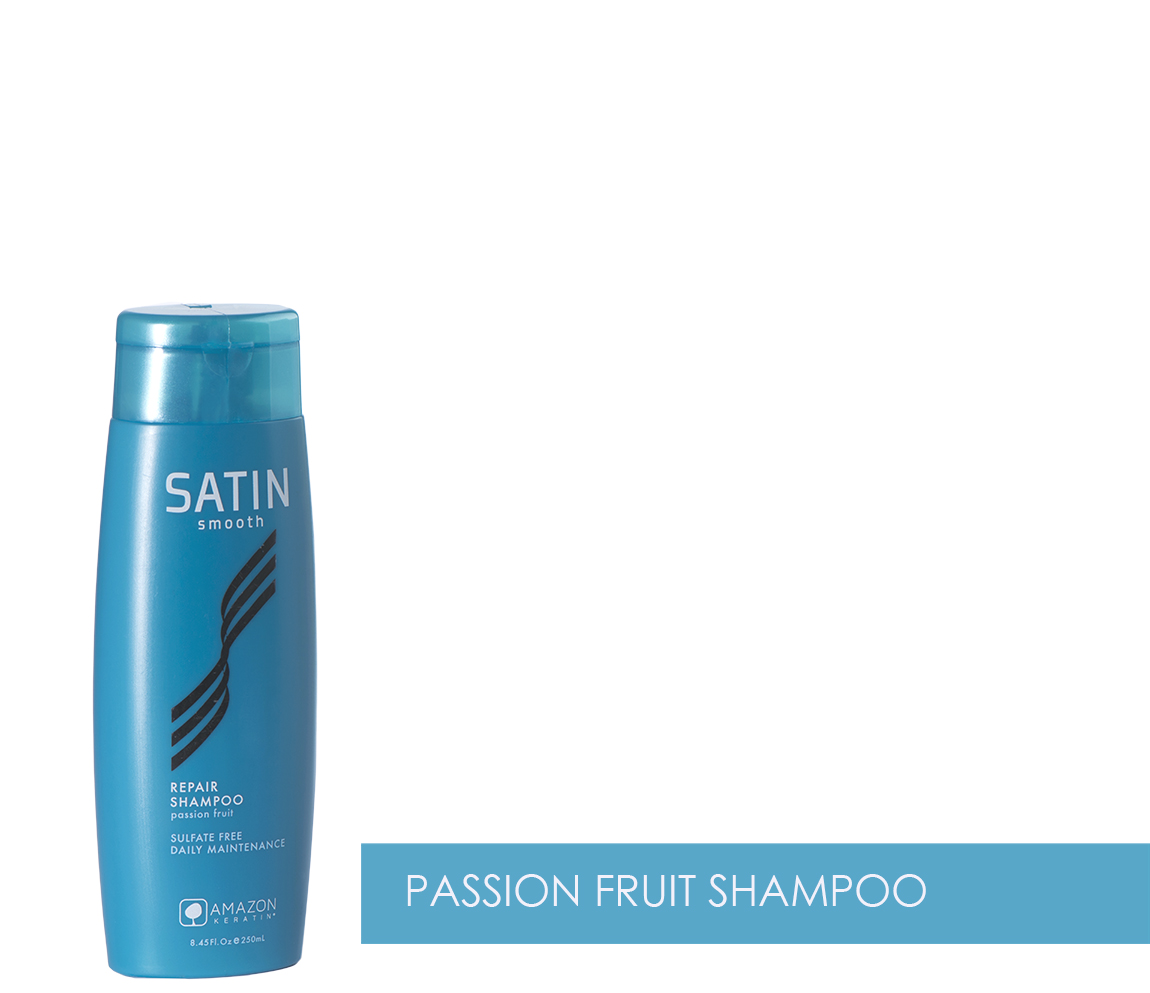 SATIN
smooth
REPAIR
SHAMPOO
passion fruit
SULFATE FREE
DAILY MAINTENANCE
AMAZON
KERATIN
8.45Fl.Oz e 250mL
PASSION FRUIT SHAMPOO